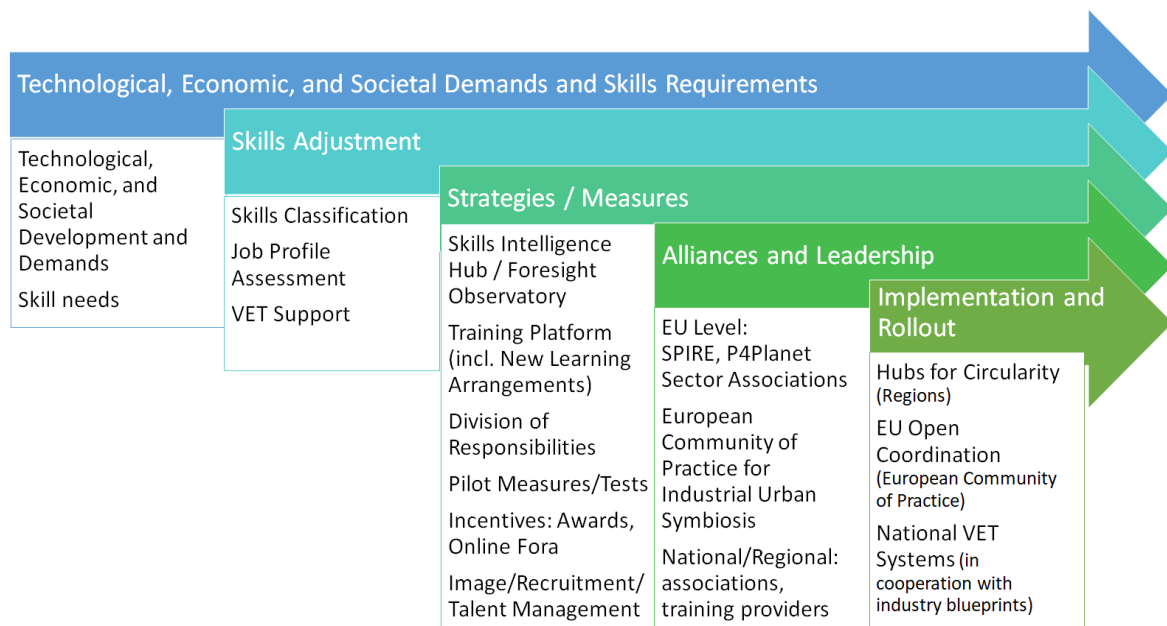 Technological, Economic, and Societal Demands and Skills Requirements
Technological,
Economic, and
Societal
Development and
Demands
Skill needs
Skills Adjustment
Skills Classification
Job Profile
Assessment
VET Support
Strategies / Measures
Skills Intelligence
Hub / Foresight
Observatory
Training Platform
(incl. New Learning
Arrangements)
Division of
Responsibilities
Pilot Measures/Tests
Incentives: Awards,
Online Fora
Image/Recruitment/
Talent Management
Alliances and Leadership
EU Level:
SPIRE, P4Planet
Sector Associations
European
Community of
Practice for
Industrial Urban
Symbiosis
National/Regional:
associations,
training providers
Implementation and
Rollout
Hubs for Circularity
(Regions)
EU Open
Coordination
(European Community
of Practice)
National VET
Systems (in
cooperation with
industry blueprints)